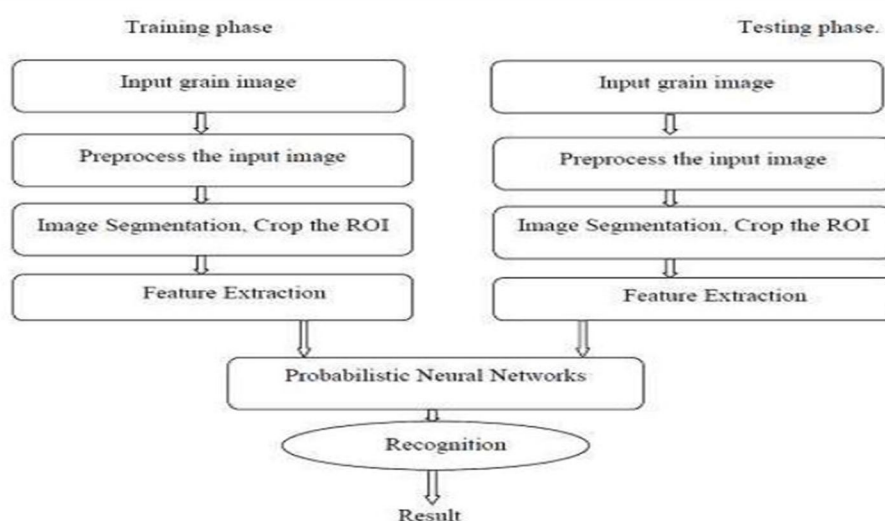 Training phase
Testing phase.
Input grain image
Input grain image
Preprocess the input image
Preprocess the input image
Image Segmentation, Crop the ROI
Image Segmentation, Crop the ROI
Feature Extraction
Feature Extraction
Probabilistic Neural Networks
Recognition
Result